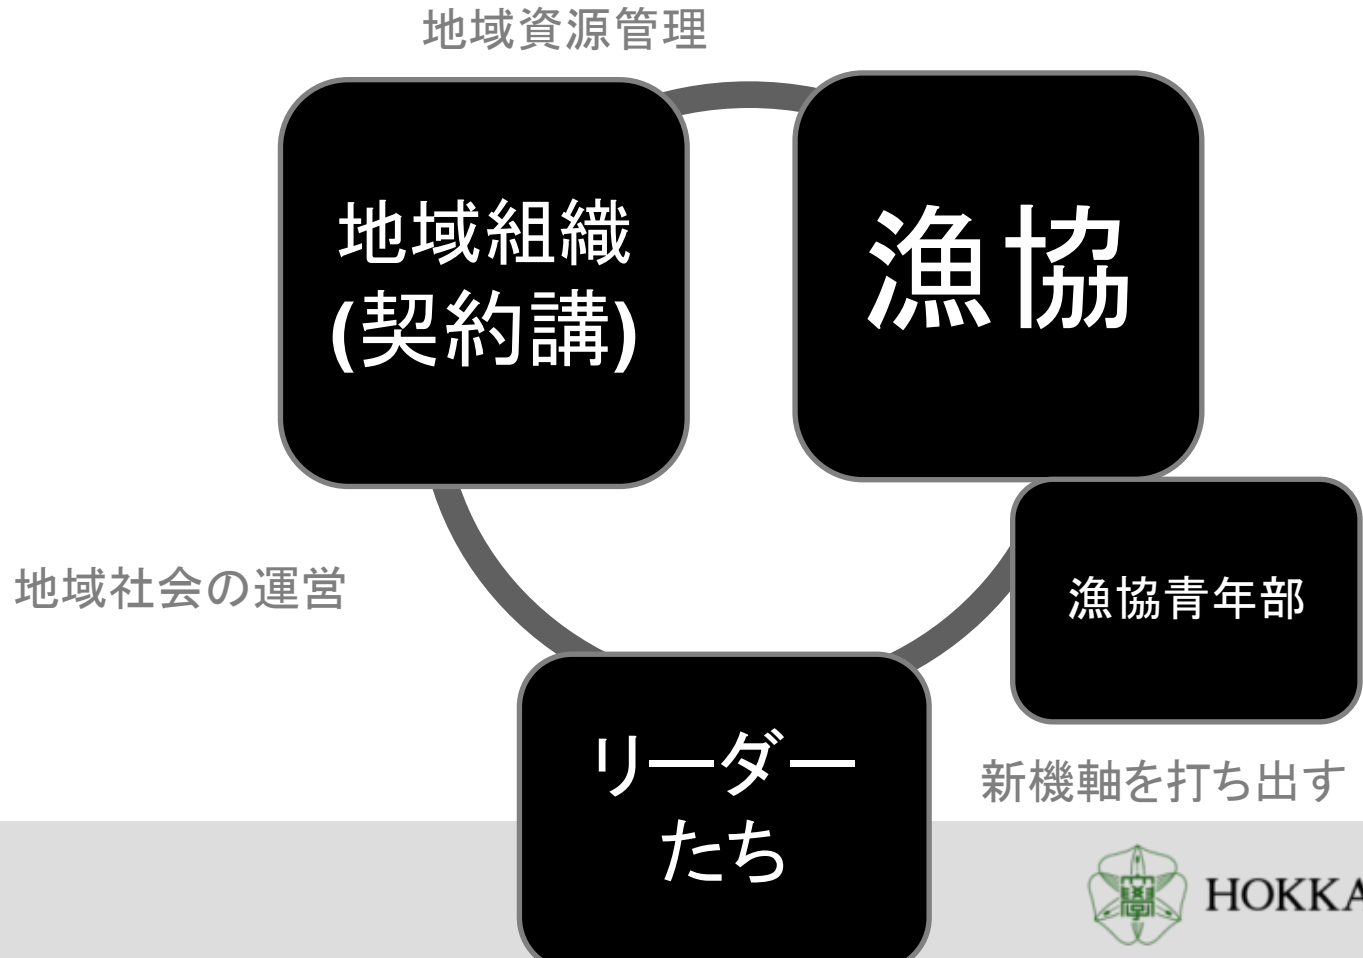 地域資源管理
地域組織
(契約講)
漁協
地域社会の運営
漁協青年部
リーダー
たち
新機軸を打ち出す
HOKKA